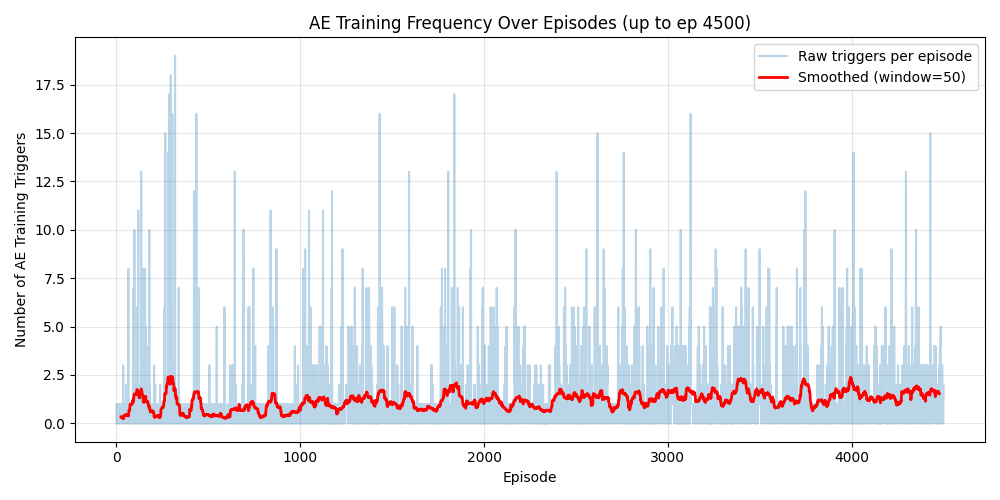 AE Training Frequency Over Episodes (up to ep 4500)
Raw triggers per episode
Smoothed (window=50)
Number of AE Training Triggers
17.5
15.0
12.5
10.0
7.5
5.0
2.5
0.0
0 1000 2000 3000 4000
Episode